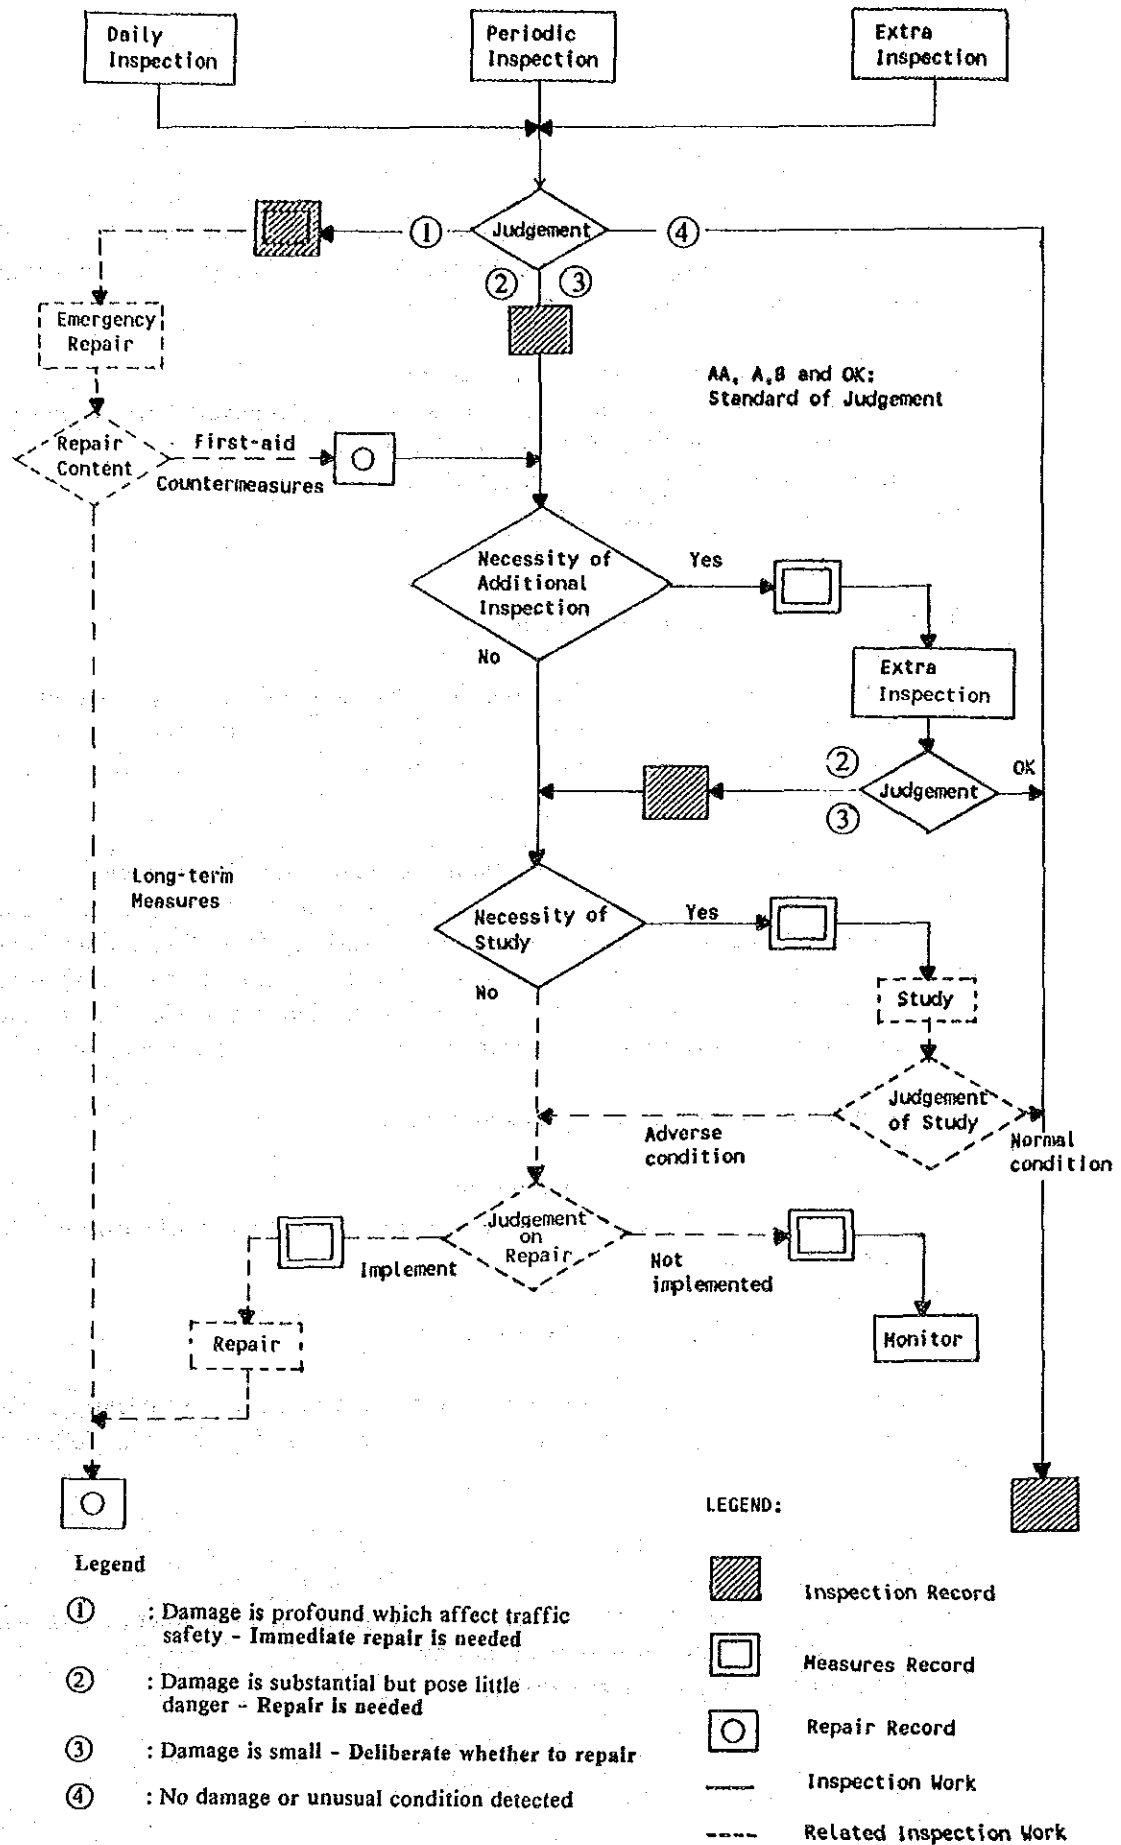 Daily
Inspection
Periodic
Inspection
Extra
Inspection
① Judgement ④
② ③
Emergency
Repair
AA, A,B and OK:
Standard of Judgement
Repair
Content
First-aid
Countermeasures
Necessity of
Additional
Inspection
Yes
No
Extra
Inspection
②
Judgement
OK
③
Long-term
Measures
Necessity of
Study
Yes
No
Study
Judgement
of Study
Adverse
condition
Normal
condition
Judgement
on
Repair
Implement
Not
implemented
Repair
Monitor
LEGEND:
Inspection Record
Measures Record
Repair Record
Inspection Work
Related Inspection Work
Legend
① : Damage is profound which affect traffic
safety - Immediate repair is needed
② : Damage is substantial but pose little
danger - Repair is needed
③ : Damage is small - Deliberate whether to repair
④ : No damage or unusual condition detected